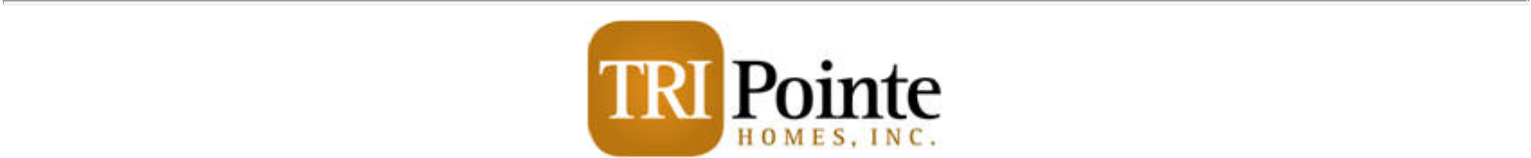 TRI Pointe
HOMES, INC.